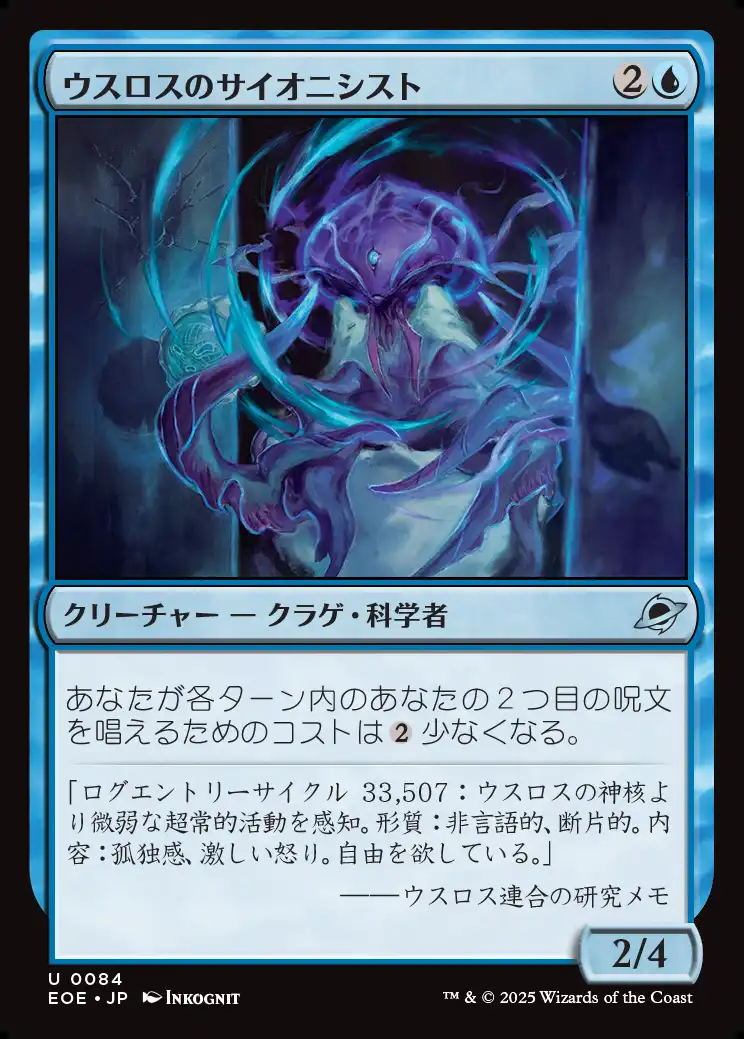 ウスロスのサイオニシスト 2
クリーチャー — クラゲ・科学者
あなたが各ターン内のあなたの２つ目の呪文
を唱えるためのコストは 2 少なくなる。
「ログエントリーサイクル 33,507：ウスロスの神核よ
り微弱な超常的活動を感知。形質：非言語的、断片的。内
容：孤独感、激しい怒り。自由を欲している。」
——ウスロス連合の研究メモ
2/4
U 0084
EOE • JP INKOGNIT
™ & © 2025 Wizards of the Coast